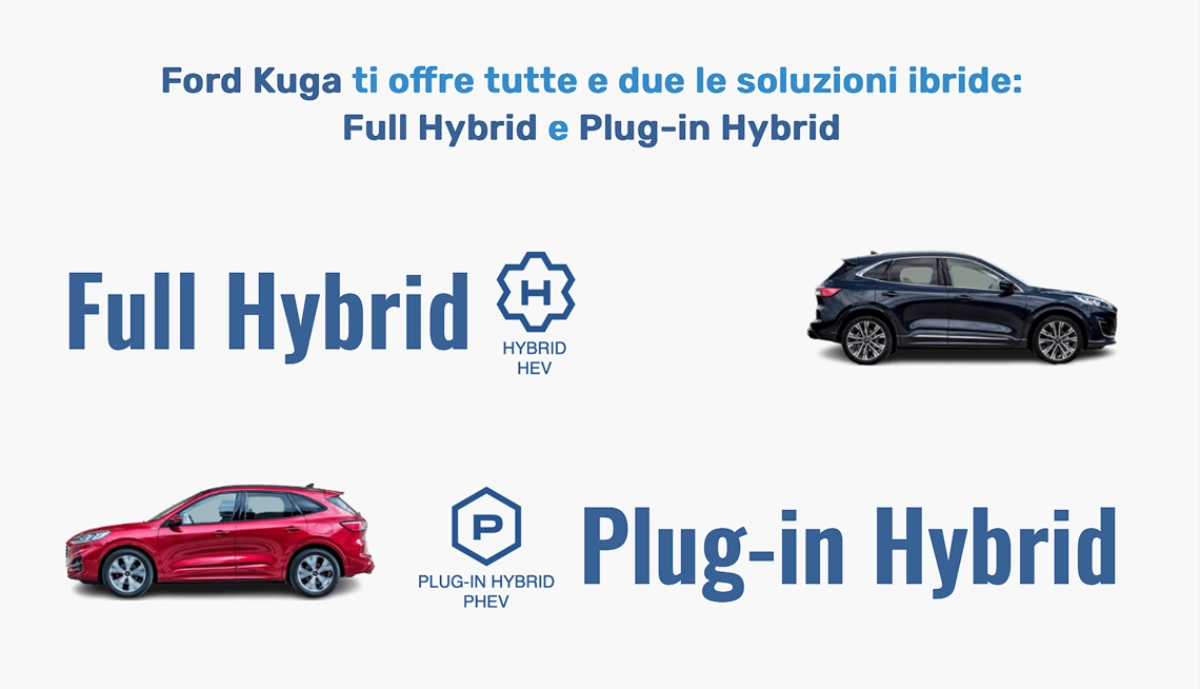 Ford Kuga ti offre tutte e due le soluzioni ibride:
Full Hybrid e Plug-in Hybrid
Full Hybrid
H
HYBRID
HEV
P
PLUG-IN HYBRID
PHEV
Plug-in Hybrid